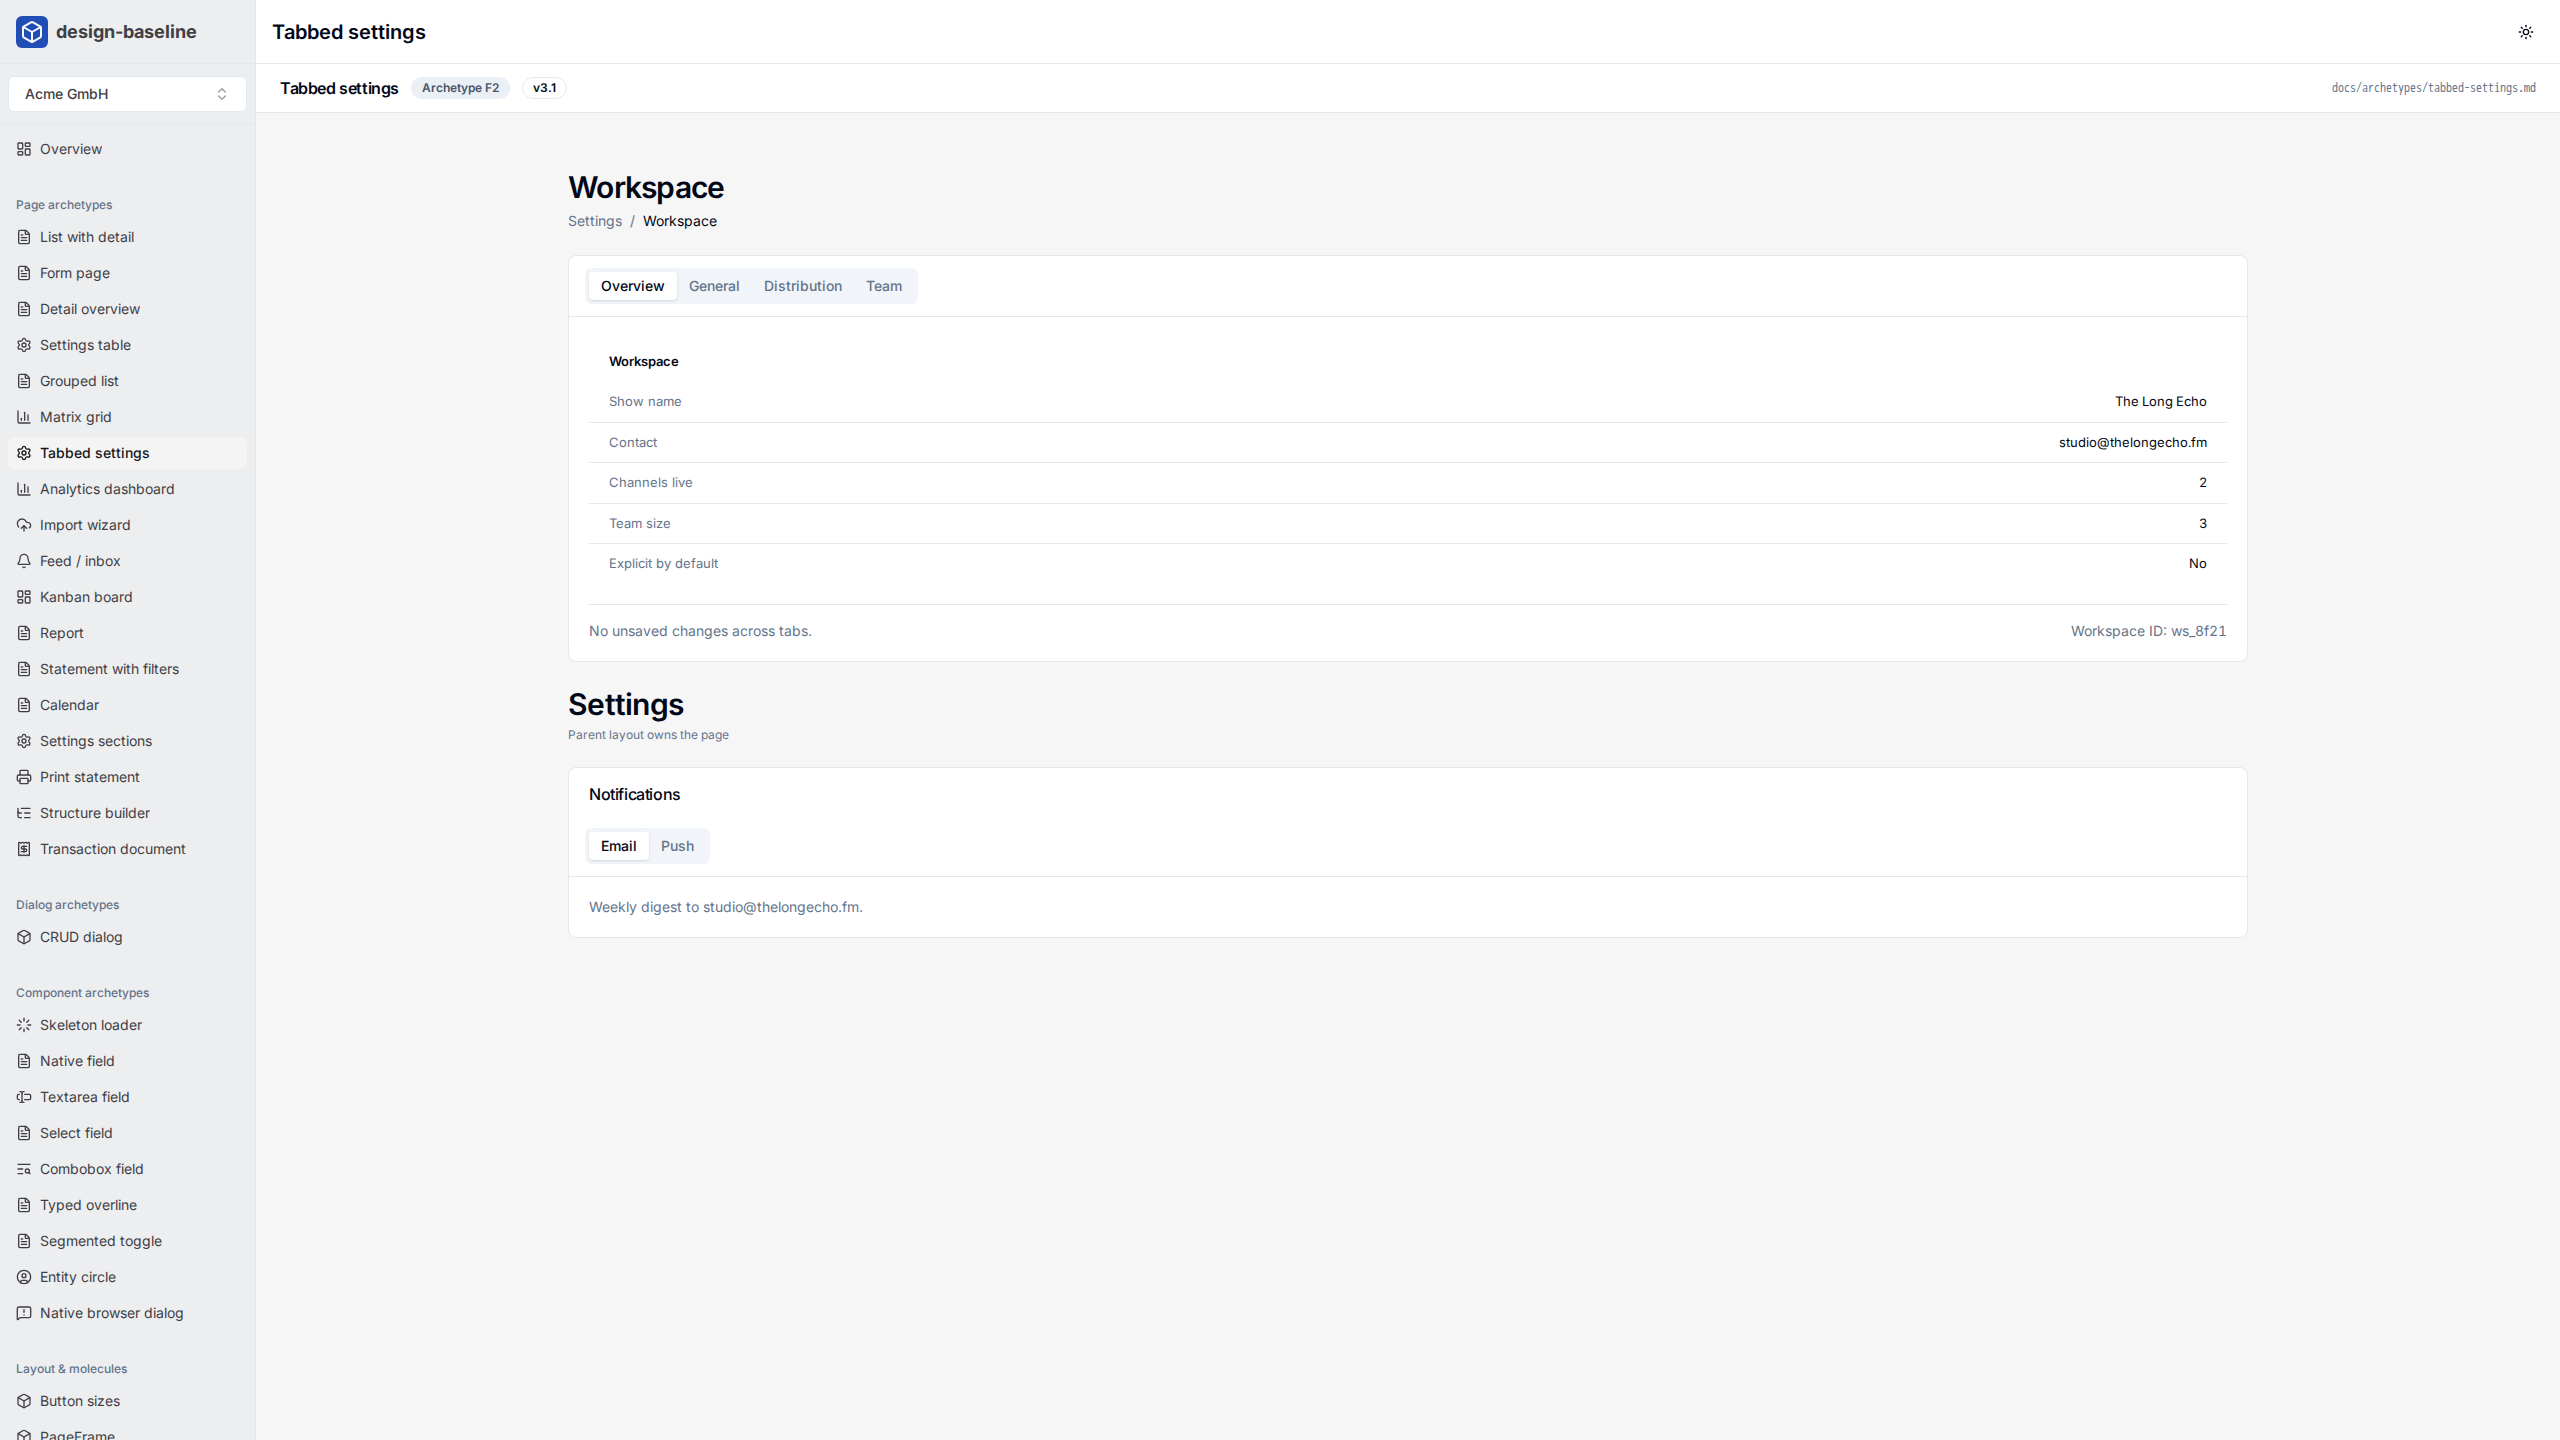 design-baseline
Acme GmbH
Overview
Page archetypes
List with detail
Form page
Detail overview
Settings table
Grouped list
Matrix grid
Tabbed settings
Analytics dashboard
Import wizard
Feed / inbox
Kanban board
Report
Statement with filters
Calendar
Settings sections
Print statement
Structure builder
Transaction document
Dialog archetypes
CRUD dialog
Component archetypes
Skeleton loader
Native field
Textarea field
Select field
Combobox field
Typed overline
Segmented toggle
Entity circle
Native browser dialog
Layout & molecules
Button sizes
PageFrame
Tabbed settings
Tabbed settings Archetype F2 v3.1 docs/archetypes/tabbed-settings.md
Workspace
Settings / Workspace
Overview General Distribution Team
Workspace
Show name The Long Echo
Contact studio@thelongecho.fm
Channels live 2
Team size 3
Explicit by default No
No unsaved changes across tabs. Workspace ID: ws_8f21
Settings
Parent layout owns the page
Notifications
Email Push
Weekly digest to studio@thelongecho.fm.